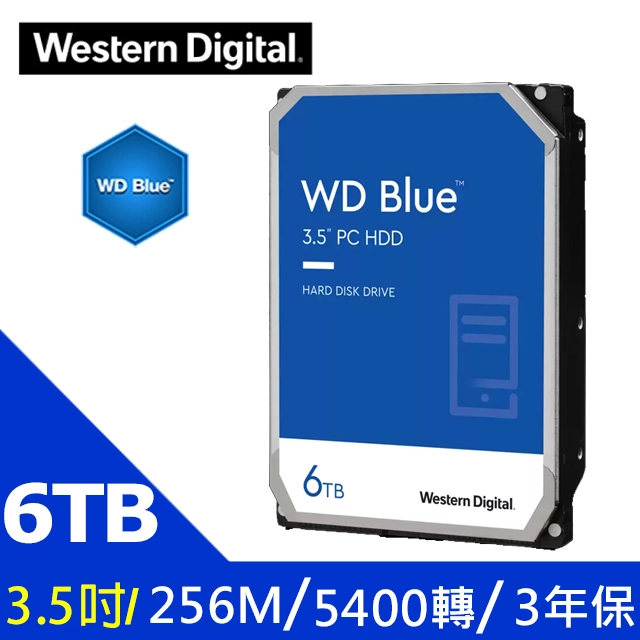 Western Digital.
WD Blue™
WD Blue™
3.5" PC HDD
HARD DISK DRIVE
6TB
Western Digital.
6TB
3.5吋/256M/5400轉/3年保